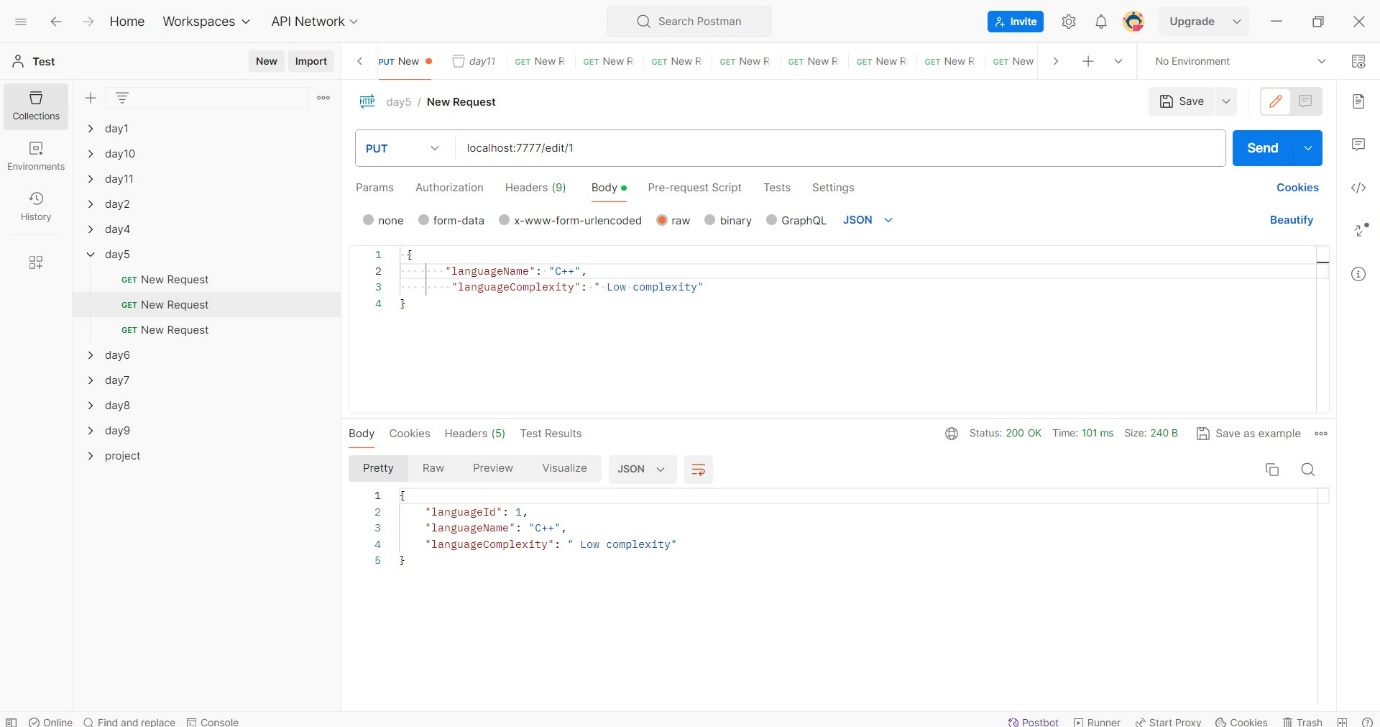 Home Workspaces API Network Search Postman Invite Upgrade
Test New Import PUT New day11 GET New R GET New R GET New R GET New R GET New R GET New R GET New R GET New No Environment
Collections
Environments
History
day1
day10
day11
day2
day4
day5
GET New Request
GET New Request
GET New Request
day6
day7
day8
day9
project
HTTP day5 / New Request Save
PUT localhost:7777/edit/1 Send
Params Authorization Headers (9) Body Pre-request Script Tests Settings Cookies
none form-data x-www-form-urlencoded raw binary GraphQL JSON Beautify
1 {
2 "languageName": "C++",
3 "languageComplexity": " Low complexity"
4 }
Body Cookies Headers (5) Test Results Status: 200 OK Time: 101 ms Size: 240 B Save as example
Pretty Raw Preview Visualize JSON
1 {
2 "languageId": 1,
3 "languageName": "C++",
4 "languageComplexity": " Low complexity"
5 }
Online Find and replace Console Postbot Runner Start Proxy Cookies Trash